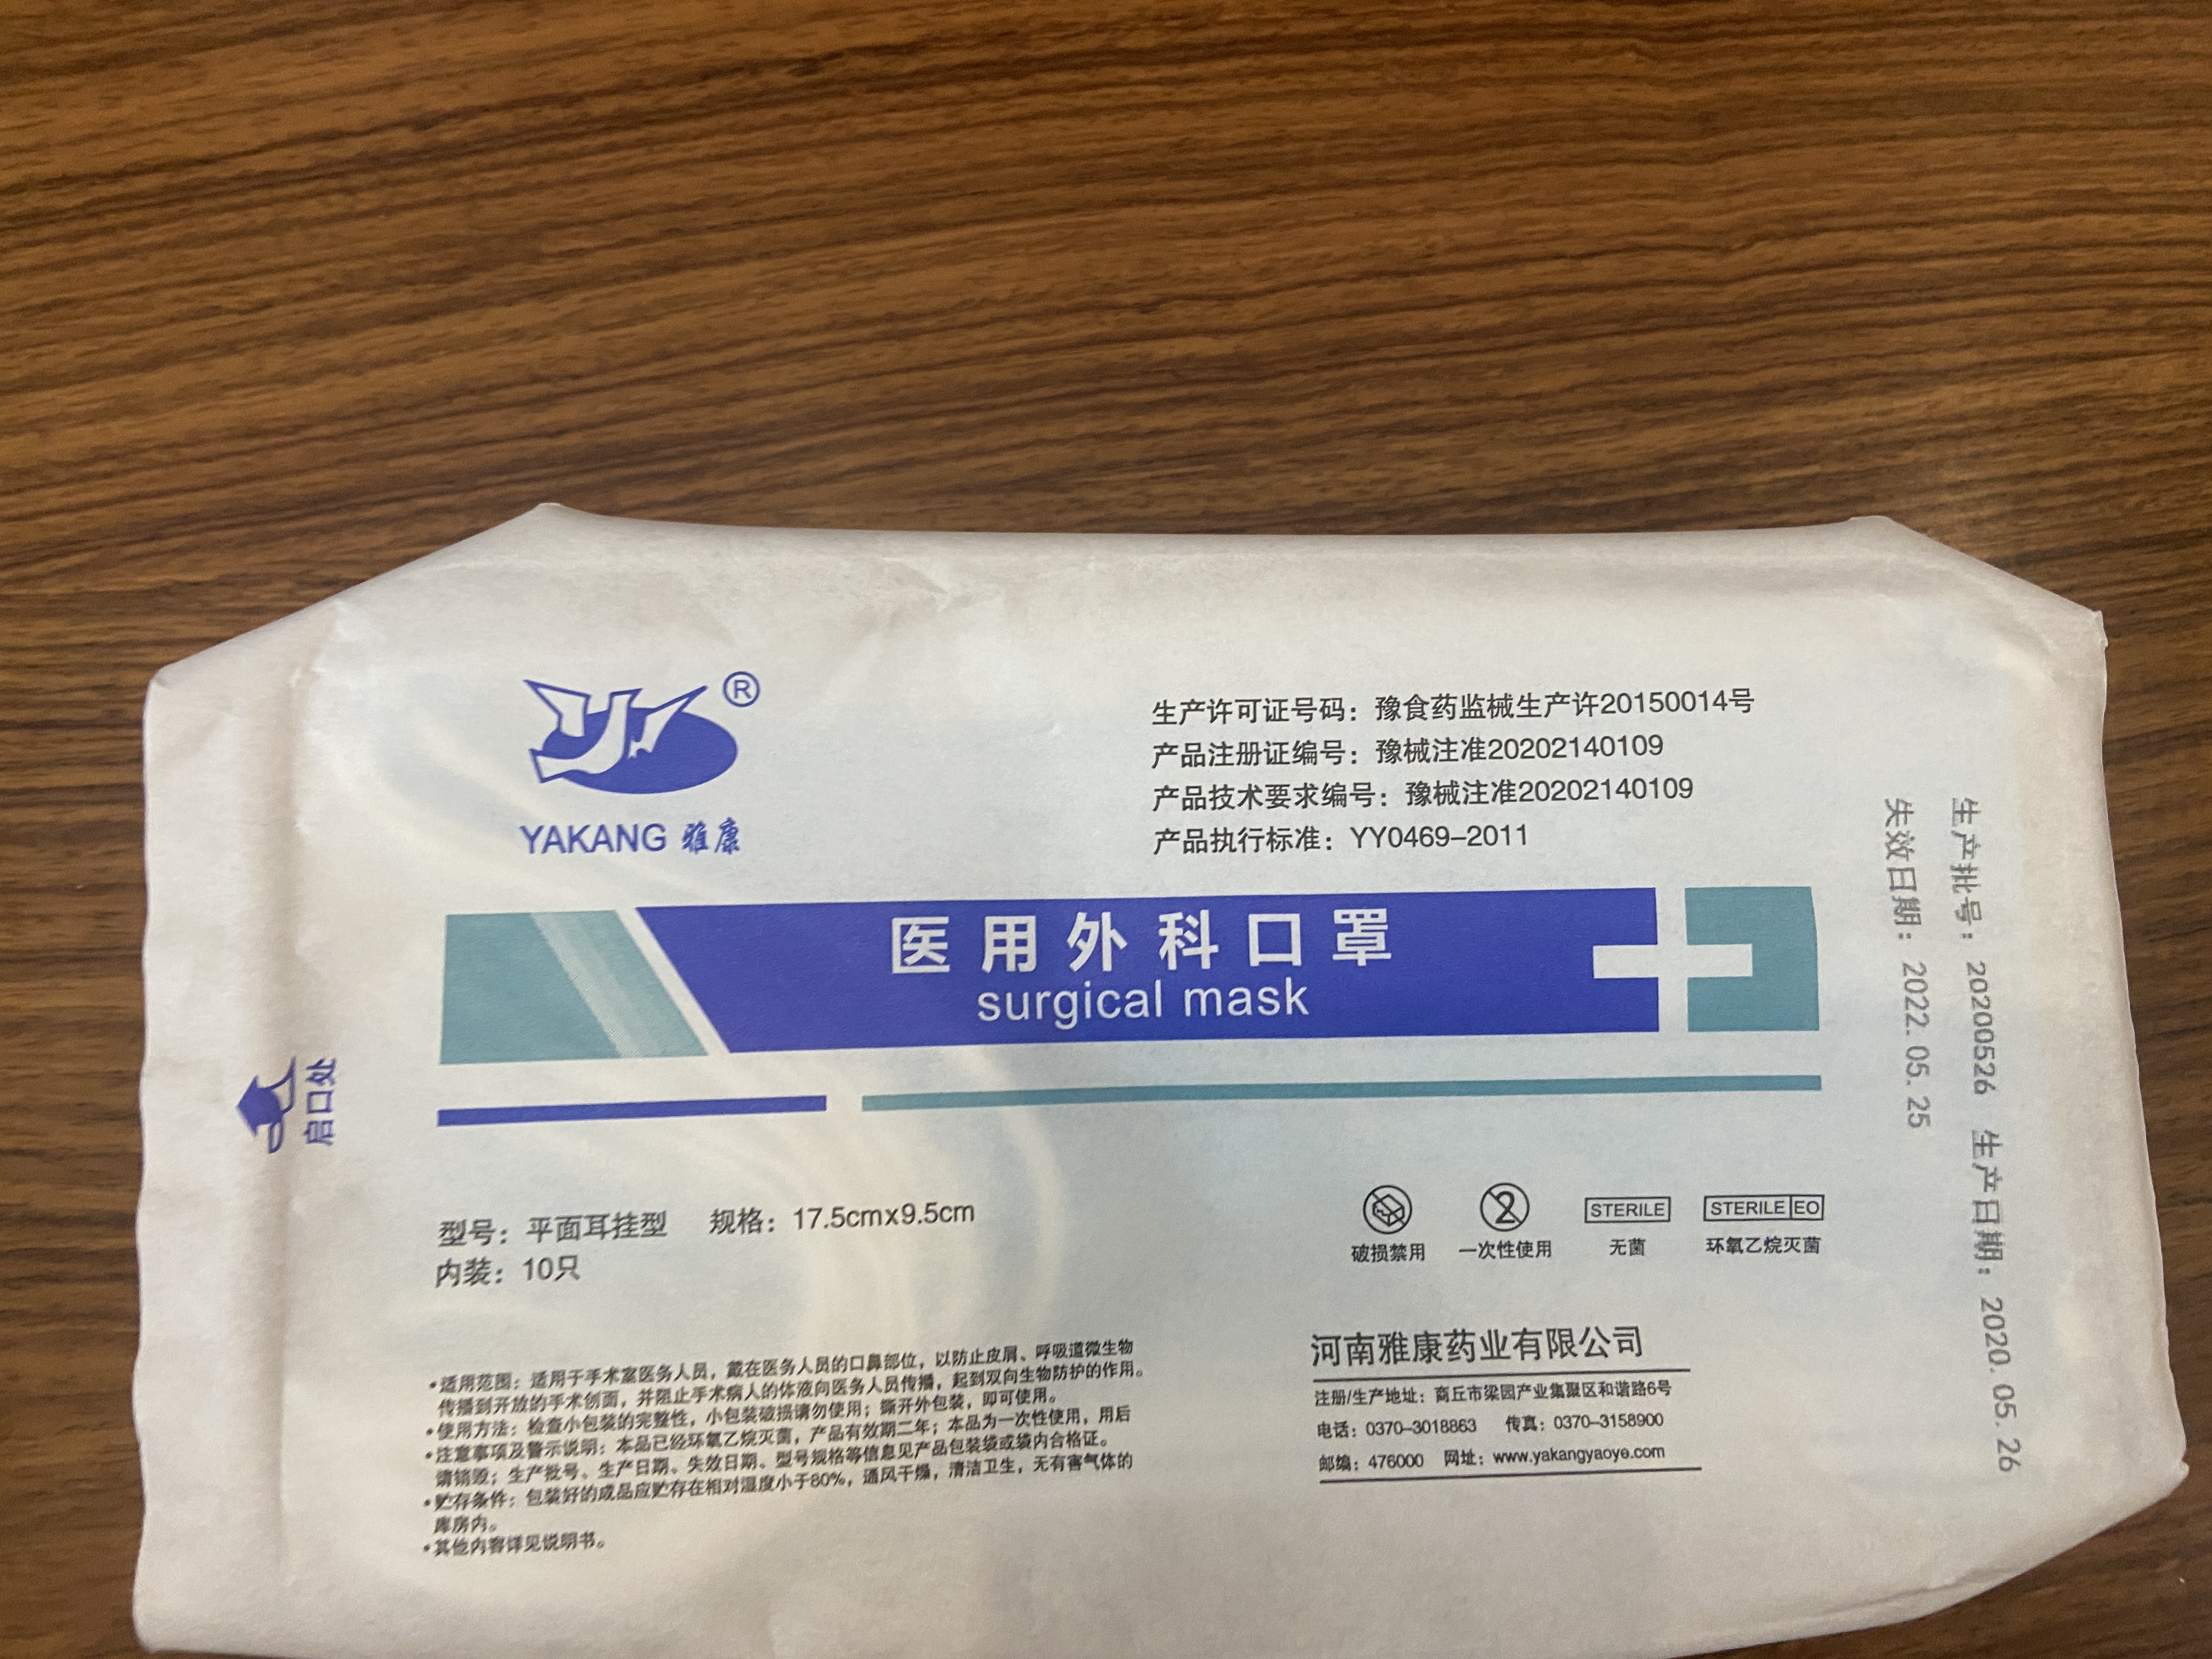 ®
YAKANG 雅康
生产许可证号码：豫食药监械生产许20150014号
产品注册证编号：豫械注准20202140109
产品技术要求编号：豫械注准20202140109
产品执行标准：YY0469-2011
医用外科口罩
surgical mask
启口处
型号：平面耳挂型 规格：17.5cmx9.5cm
内装：10只
破损禁用
2
一次性使用
STERILE
无菌
STERILE EO
环氧乙烷灭菌
•适用范围：适用于手术室医务人员，戴在医务人员的口鼻部位，以防止皮屑、呼吸道微生物
传播到开放的手术创面，并阻止手术病人的体液向医务人员传播，起到双向生物防护的作用。
•使用方法：检查小包装的完整性，小包装破损请勿使用；撕开外包装，即可使用。
•注意事项及警示说明：本品已经环氧乙烷灭菌，产品有效期二年；本品为一次性使用，用后
请销毁；生产批号、生产日期、失效日期、型号规格等信息见产品包装袋或袋内合格证。
•贮存条件：包装好的成品应贮存在相对湿度小于80%，通风干燥，清洁卫生，无有害气体的
库房内。
•其他内容详见说明书。
河南雅康药业有限公司
注册/生产地址：商丘市梁园产业集聚区和谐路6号
电话：0370-3018863 传真：0370-3158900
邮编：476000 网址：www.yakangyaoye.com
生产批号：20200526 生产日期：2020.05.26
失效日期：2022.05.25